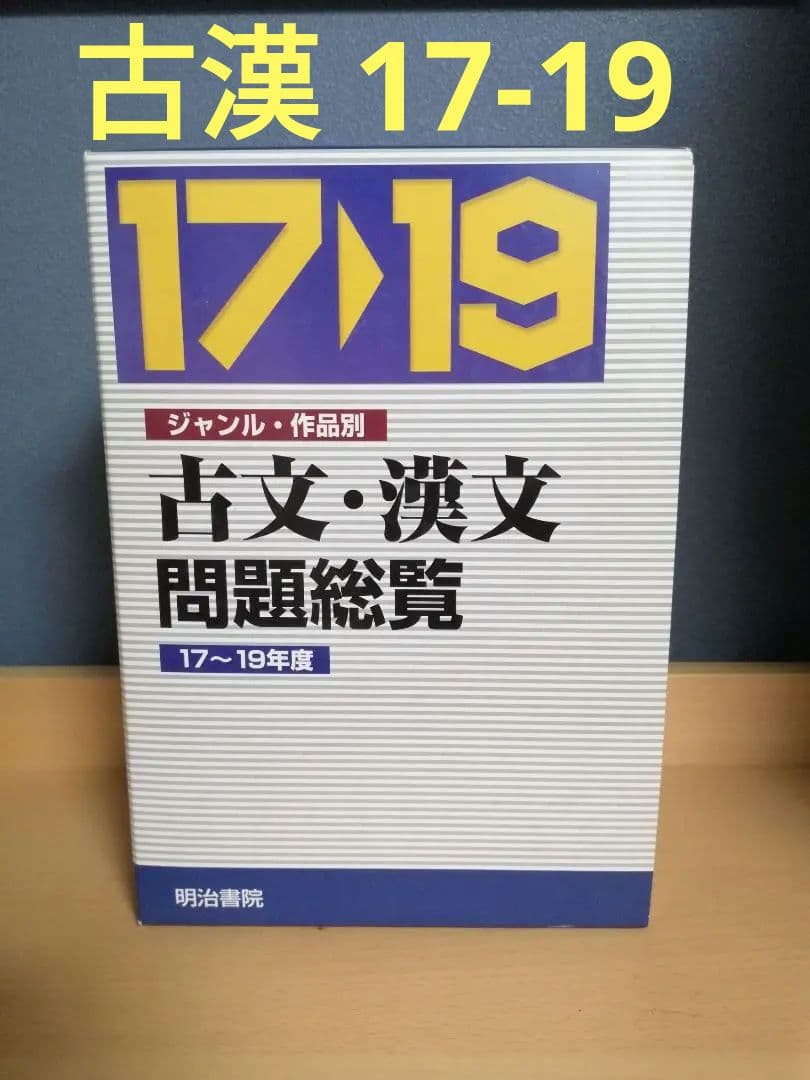 古漢 17-19
17▶19
ジャンル・作品別
古文・漢文
問題総覧
17〜19年度
明治書院